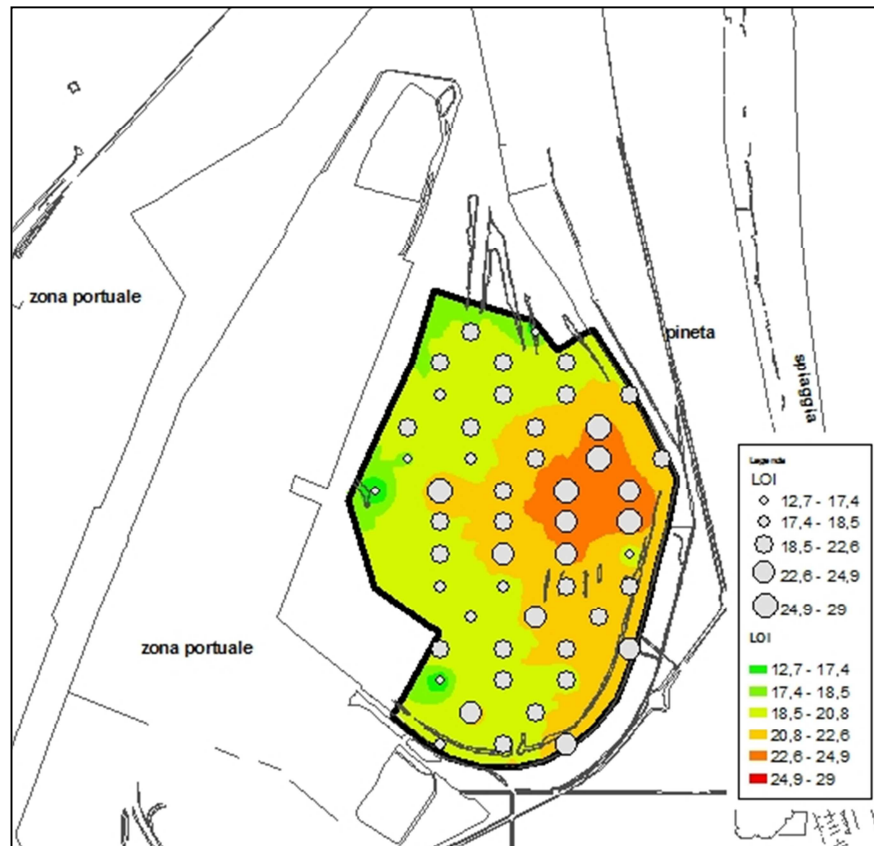 zona portuale
pineta
spiaggia
zona portuale
Legenda
LOI
12,7 - 17,4
17,4 - 18,5
18,5 - 22,6
22,6 - 24,9
24,9 - 29
LOI
12,7 - 17,4
17,4 - 18,5
18,5 - 20,8
20,8 - 22,6
22,6 - 24,9
24,9 - 29